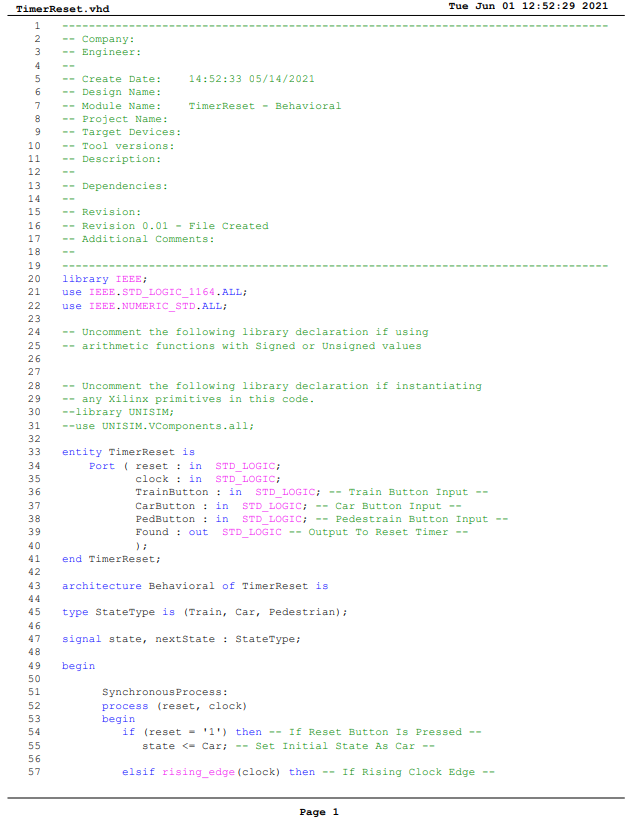 TimerReset.vhd Tue Jun 01 12:52:29 2021
1 ----------------------------------------------------------------------------------
2 -- Company:
3 -- Engineer:
4 --
5 -- Create Date:    14:52:33 05/14/2021
6 -- Design Name:
7 -- Module Name:    TimerReset - Behavioral
8 -- Project Name:
9 -- Target Devices:
10 -- Tool versions:
11 -- Description:
12 --
13 -- Dependencies:
14 --
15 -- Revision:
16 -- Revision 0.01 - File Created
17 -- Additional Comments:
18 --
19 ----------------------------------------------------------------------------------
20 library IEEE;
21 use IEEE.STD_LOGIC_1164.ALL;
22 use IEEE.NUMERIC_STD.ALL;
23
24 -- Uncomment the following library declaration if using
25 -- arithmetic functions with Signed or Unsigned values
26
27
28 -- Uncomment the following library declaration if instantiating
29 -- any Xilinx primitives in this code.
30 --library UNISIM;
31 --use UNISIM.VComponents.all;
32
33 entity TimerReset is
34     Port ( reset : in  STD_LOGIC;
35            clock : in  STD_LOGIC;
36            TrainButton : in  STD_LOGIC; -- Train Button Input --
37            CarButton : in  STD_LOGIC; -- Car Button Input --
38            PedButton : in  STD_LOGIC; -- Pedestrain Button Input --
39            Found : out  STD_LOGIC -- Output To Reset Timer --
40            );
41 end TimerReset;
42
43 architecture Behavioral of TimerReset is
44
45 type StateType is (Train, Car, Pedestrian);
46
47 signal state, nextState : StateType;
48
49 begin
50
51       SynchronousProcess:
52       process (reset, clock)
53       begin
54          if (reset = '1') then -- If Reset Button Is Pressed --
55             state <= Car; -- Set Initial State As Car --
56
57          elsif rising_edge(clock) then -- If Rising Clock Edge --
Page 1